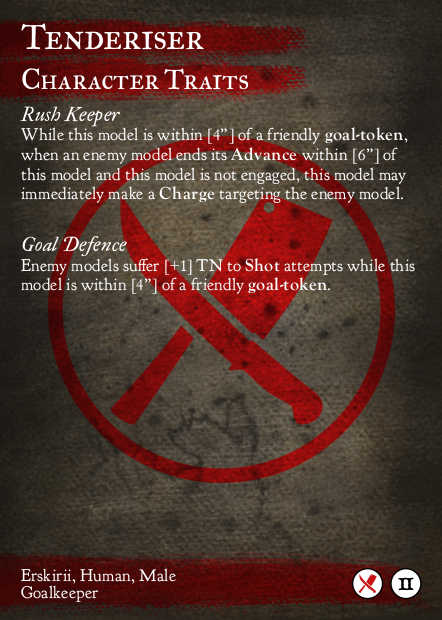 Tenderiser
Character Traits
Rush Keeper
While this model is within [4”] of a friendly goal-token,
when an enemy model ends its Advance within [6”] of
this model and this model is not engaged, this model may
immediately make a Charge targeting the enemy model.
Goal Defence
Enemy models suffer [+1] TN to Shot attempts while this
model is within [4”] of a friendly goal-token.
Erskirii, Human, Male
Goalkeeper
II